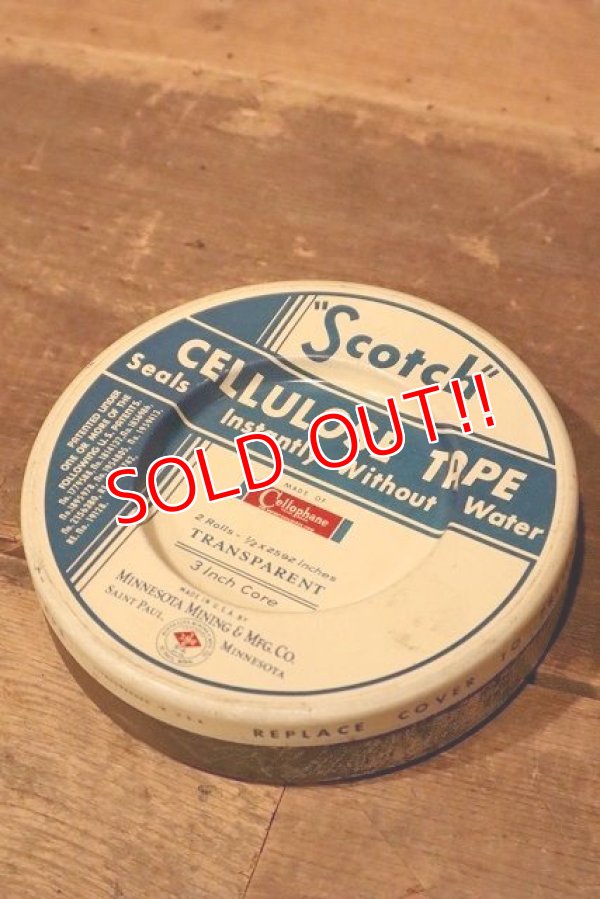 "Scotch"
CELLULOSE TAPE
Seals Instantly Without Water
PATENTED UNDER
ONE OR MORE OF THE
FOLLOWING U.S. PATENTS.
SOLD OUT!!
MADE OF
Cellophane
2 Rolls - ½ x 2592 inches
TRANSPARENT
3 Inch Core
MADE IN U.S.A. BY
MINNESOTA MINING & MFG. CO.
SAINT PAUL MINNESOTA
REPLACE COVER TO